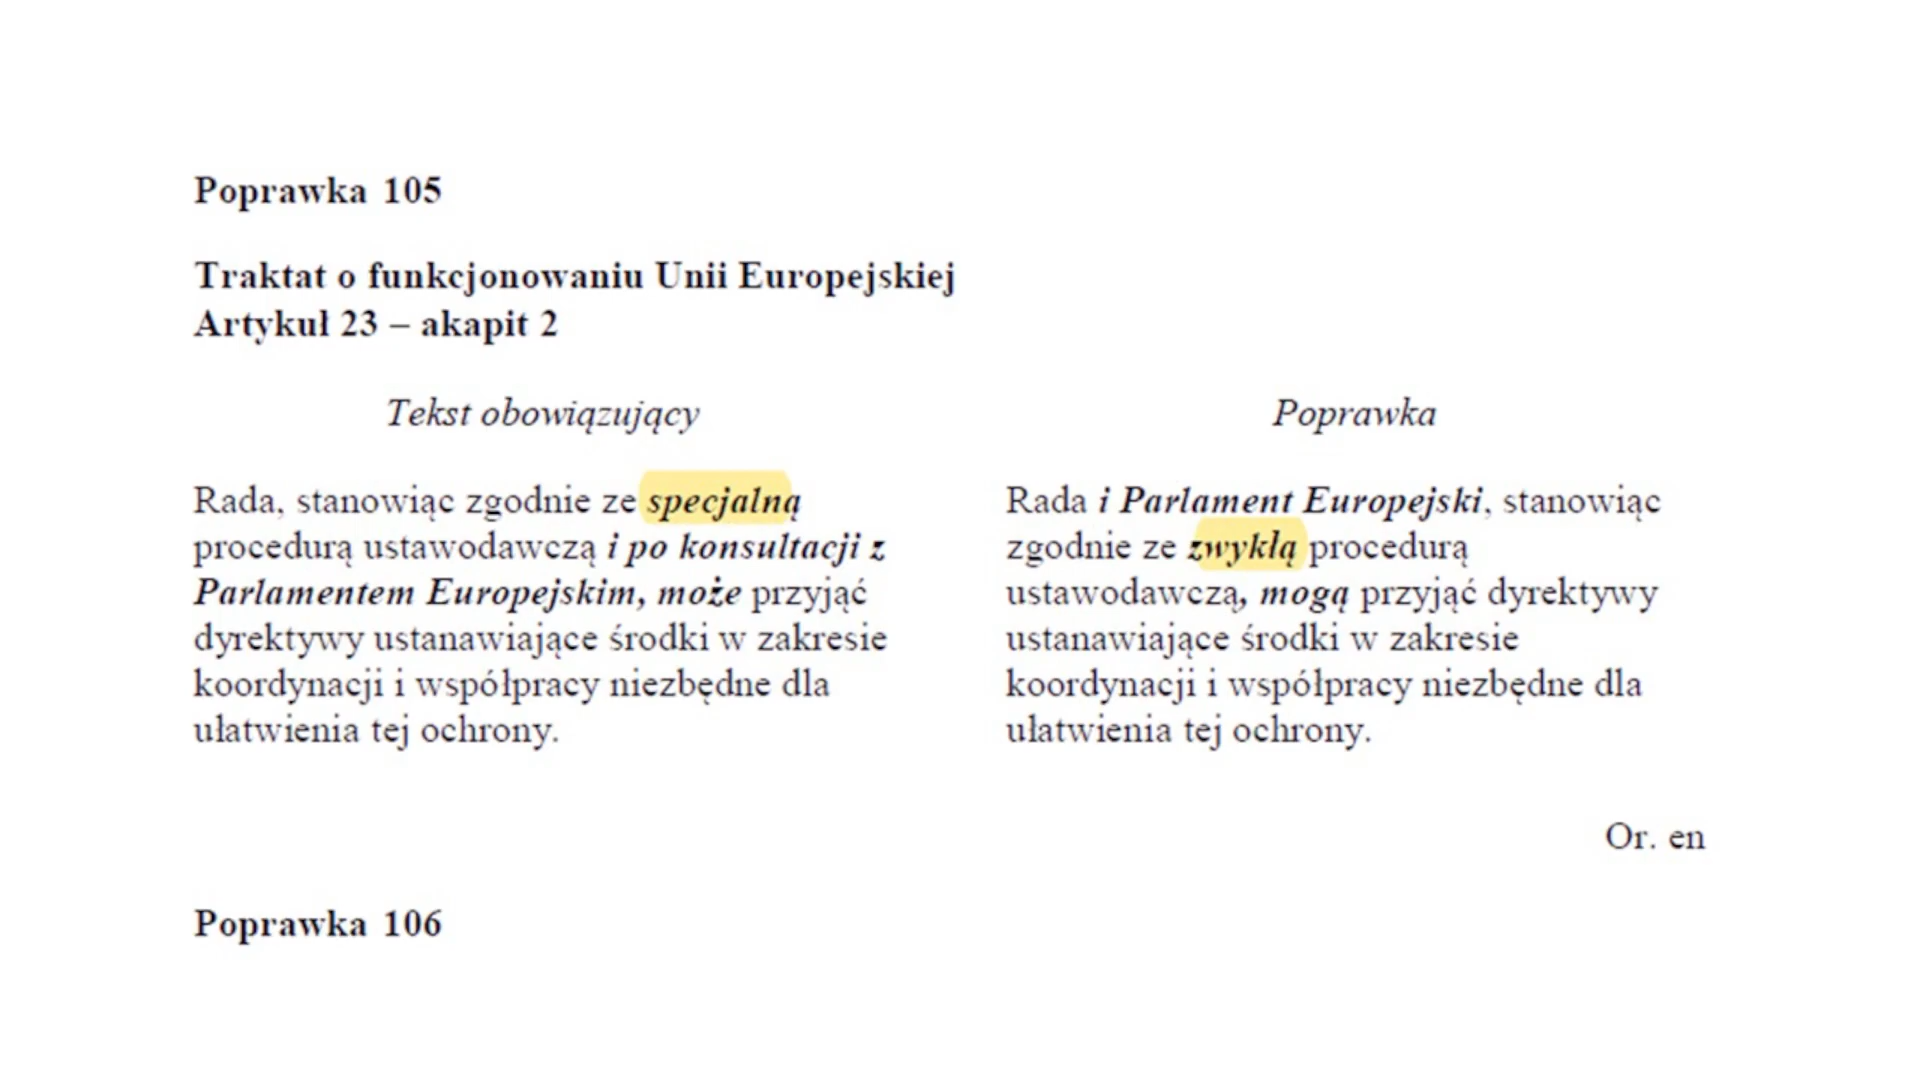 Poprawka 105
Traktat o funkcjonowaniu Unii Europejskiej
Artykuł 23 – akapit 2
Tekst obowiązujący
Rada, stanowiąc zgodnie ze specjalną
procedurą ustawodawczą i po konsultacji z
Parlamentem Europejskim, może przyjąć
dyrektywy ustanawiające środki w zakresie
koordynacji i współpracy niezbędne dla
ułatwienia tej ochrony.
Poprawka
Rada i Parlament Europejski, stanowiąc
zgodnie ze zwykłą procedurą
ustawodawczą, mogą przyjąć dyrektywy
ustanawiające środki w zakresie
koordynacji i współpracy niezbędne dla
ułatwienia tej ochrony.
Or. en
Poprawka 106